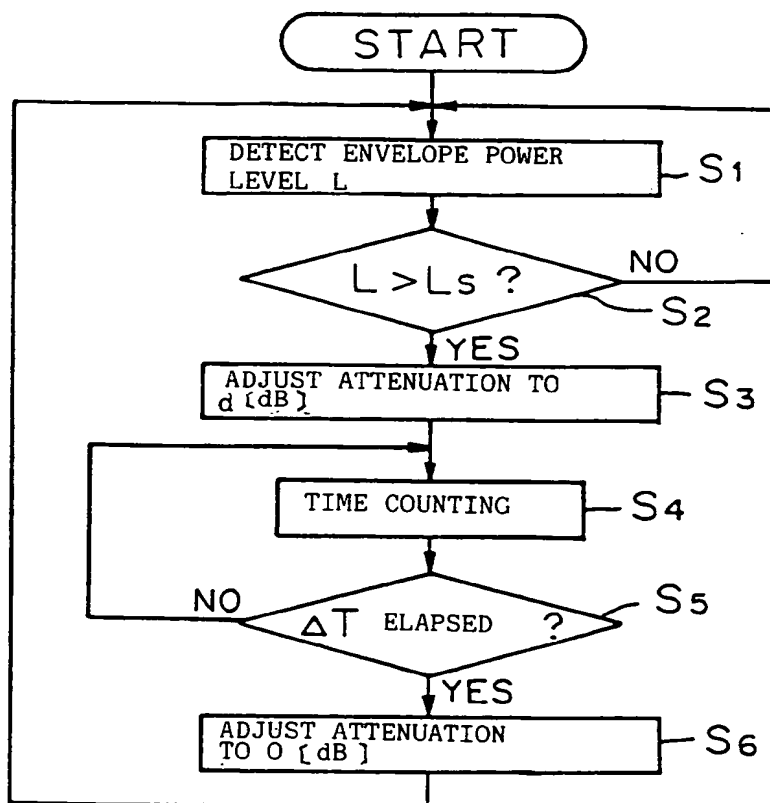 START
DETECT ENVELOPE POWER
LEVEL L
S1
L > Ls ?
NO
S2
YES
ADJUST ATTENUATION TO
d [dB]
S3
TIME COUNTING
S4
NO
ΔT ELAPSED ?
S5
YES
ADJUST ATTENUATION
TO 0 [dB]
S6